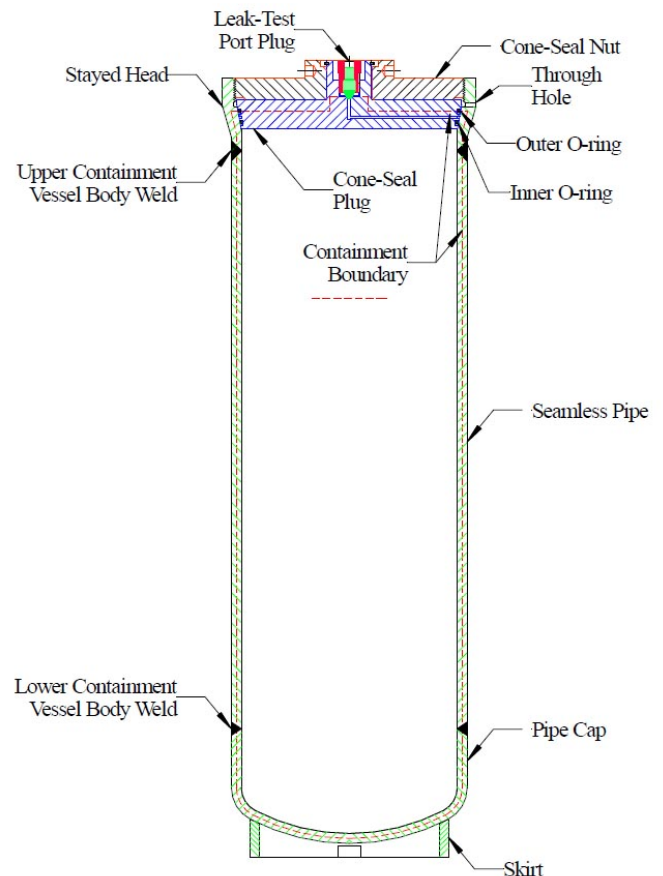 Leak-Test
Port Plug
Cone-Seal Nut
Stayed Head
Through
Hole
Outer O-ring
Upper Containment
Vessel Body Weld
Cone-Seal
Plug
Inner O-ring
Containment
Boundary
Seamless Pipe
Lower Containment
Vessel Body Weld
Pipe Cap
Skirt